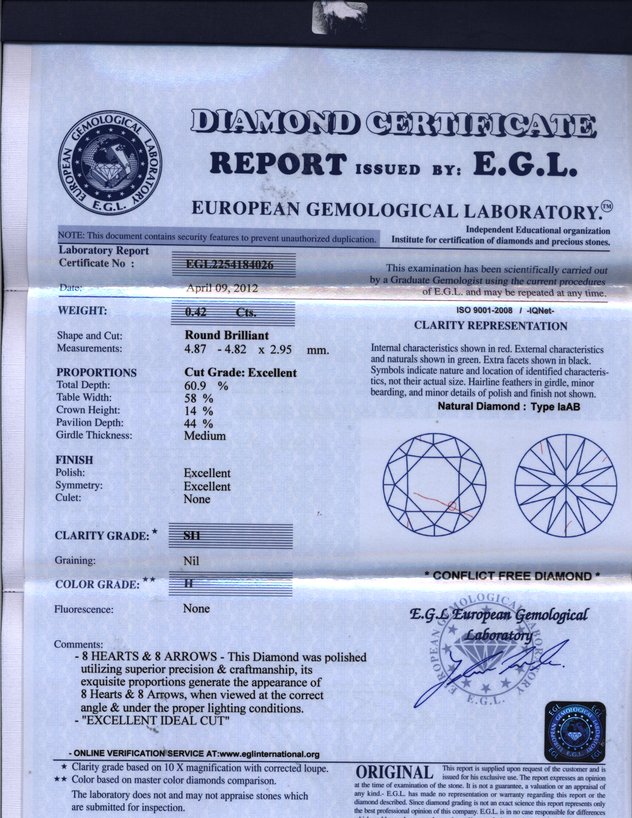 DIAMOND CERTIFICATE
REPORT ISSUED BY: E.G.L.
EUROPEAN GEMOLOGICAL LABORATORY.™
EUROPEAN GEMOLOGICAL LABORATORY
E.G.L.
Independent Educational organization
Institute for certification of diamonds and precious stones.
NOTE: This document contains security features to prevent unauthorized duplication.
Laboratory Report
Certificate No : EGL2254184026
Date: April 09, 2012
WEIGHT: 0.42 Cts.
Shape and Cut: Round Brilliant
Measurements: 4.87 - 4.82 x 2.95 mm.
PROPORTIONS Cut Grade: Excellent
Total Depth: 60.9 %
Table Width: 58 %
Crown Height: 14 %
Pavilion Depth: 44 %
Girdle Thickness: Medium
FINISH
Polish: Excellent
Symmetry: Excellent
Culet: None
CLARITY GRADE: * SI1
Graining: Nil
COLOR GRADE: ** H
Fluorescence: None
Comments:
- 8 HEARTS & 8 ARROWS - This Diamond was polished
utilizing superior precision & craftmanship, its
exquisite proportions generate the appearance of
8 Hearts & 8 Arrows, when viewed at the correct
angle & under the proper lighting conditions.
- "EXCELLENT IDEAL CUT"
- ONLINE VERIFICATION SERVICE AT:www.eglinternational.org
* Clarity grade based on 10 X magnification with corrected loupe.
** Color based on master color diamonds comparison.
The laboratory does not and may not appraise stones which
are submitted for inspection.
This examination has been scientifically carried out
by a Graduate Gemologist using the current procedures
of E.G.L. and may be repeated at any time.
ISO 9001-2008 / -IQNet-
CLARITY REPRESENTATION
Internal characteristics shown in red. External characteristics
and naturals shown in green. Extra facets shown in black.
Symbols indicate nature and location of identified characteris-
tics, not their actual size. Hairline feathers in girdle, minor
bearding, and minor details of polish and finish not shown.
Natural Diamond : Type IaAB
* CONFLICT FREE DIAMOND *
E.G.L European Gemological
Laboratory
EUROPEAN GEMOLOGICAL LABORATORY
E.G.L.
ORIGINAL This report is supplied upon request of the customer and is
issued for his exclusive use. The report expresses an opinion
at the time of examination of the stone. It is not a guarantee, a valuation or an appraisal of
any kind.- E.G.L. has made no representation or warranty regarding this report or the
diamond described. Since diamond grading is not an exact science this report represents only
the best professional opinion of this company. E.G.L. is in no case responsible for differences